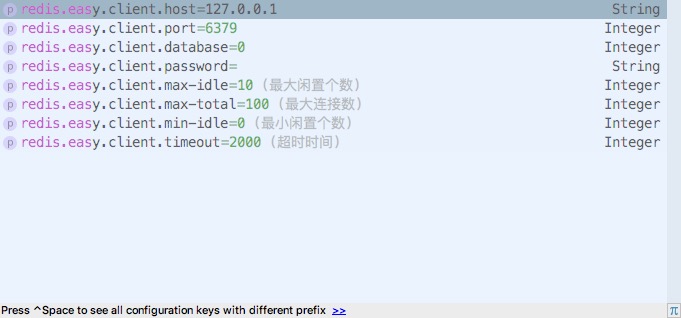 p redis.easy.client.host=127.0.0.1 String
p redis.easy.client.port=6379 Integer
p redis.easy.client.database=0 Integer
p redis.easy.client.password= String
p redis.easy.client.max-idle=10 (最大闲置个数) Integer
p redis.easy.client.max-total=100 (最大连接数) Integer
p redis.easy.client.min-idle=0 (最小闲置个数) Integer
p redis.easy.client.timeout=2000 (超时时间) Integer
Press ^Space to see all configuration keys with different prefix >> π